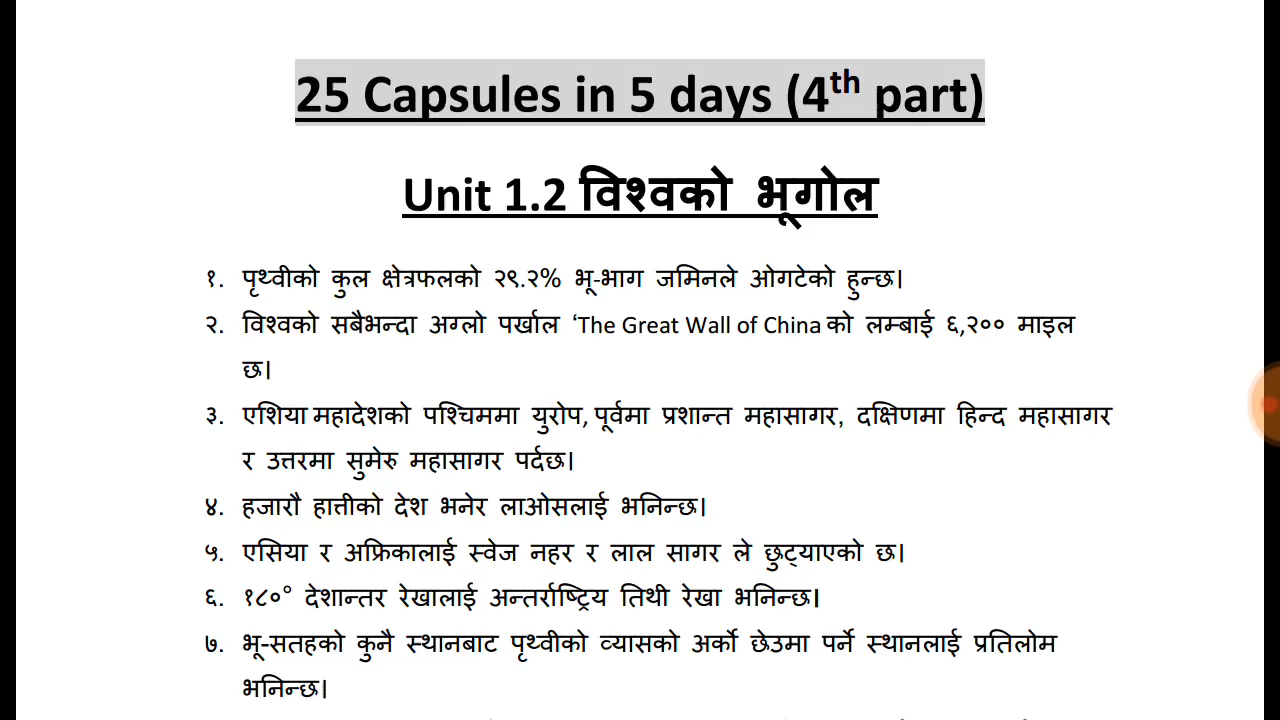 25 Capsules in 5 days (4th part)
Unit 1.2 विश्वको भूगोल
१. पृथ्वीको कुल क्षेत्रफलको २९.२% भू-भाग जमिनले ओगटेको हुन्छ।
२. विश्वको सबैभन्दा अग्लो पर्खाल ‘The Great Wall of China को लम्बाई ६,२०० माइल
छ।
३. एशिया महादेशको पश्चिममा युरोप, पूर्वमा प्रशान्त महासागर, दक्षिणमा हिन्द महासागर
र उत्तरमा सुमेरु महासागर पर्दछ।
४. हजारौ हात्तीको देश भनेर लाओसलाई भनिन्छ।
५. एसिया र अफ्रिकालाई स्वेज नहर र लाल सागर ले छुट्याएको छ।
६. १८०° देशान्तर रेखालाई अन्तर्राष्ट्रिय तिथी रेखा भनिन्छ।
७. भू-सतहको कुनै स्थानबाट पृथ्वीको व्यासको अर्को छेउमा पर्ने स्थानलाई प्रतिलोम
भनिन्छ।